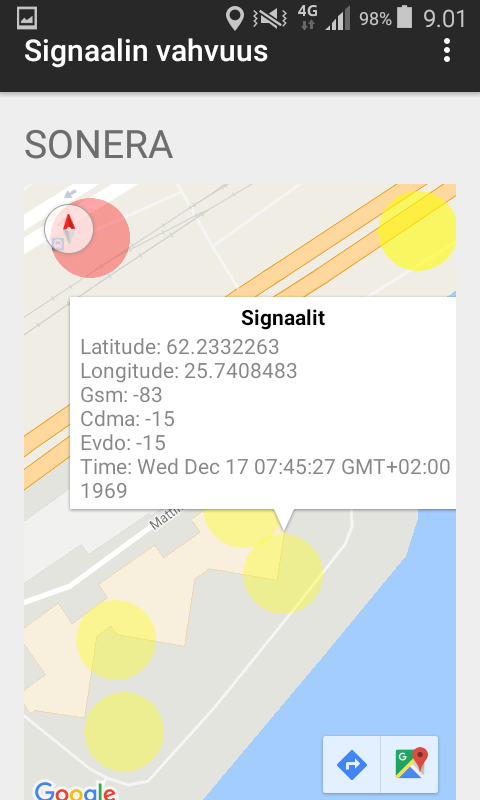 4G 98% 9.01
Signaalin vahvuus
SONERA
Signaalit
Latitude: 62.2332263
Longitude: 25.7408483
Gsm: -83
Cdma: -15
Evdo: -15
Time: Wed Dec 17 07:45:27 GMT+02:00
1969
G
Google